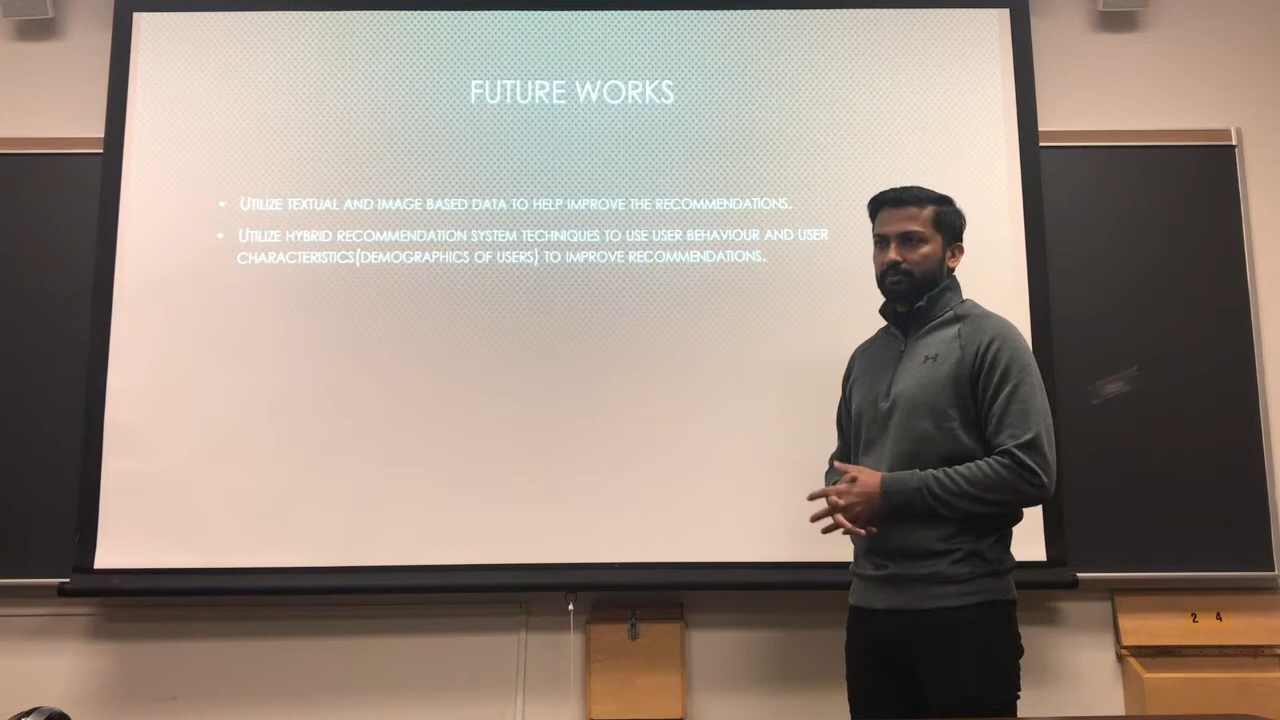 FUTURE WORKS
• UTILIZE TEXTUAL AND IMAGE BASED DATA TO HELP IMPROVE THE RECOMMENDATIONS.
• UTILIZE HYBRID RECOMMENDATION SYSTEM TECHNIQUES TO USE USER BEHAVIOUR AND USER
CHARACTERISTICS(DEMOGRAPHICS OF USERS) TO IMPROVE RECOMMENDATIONS.
2 4